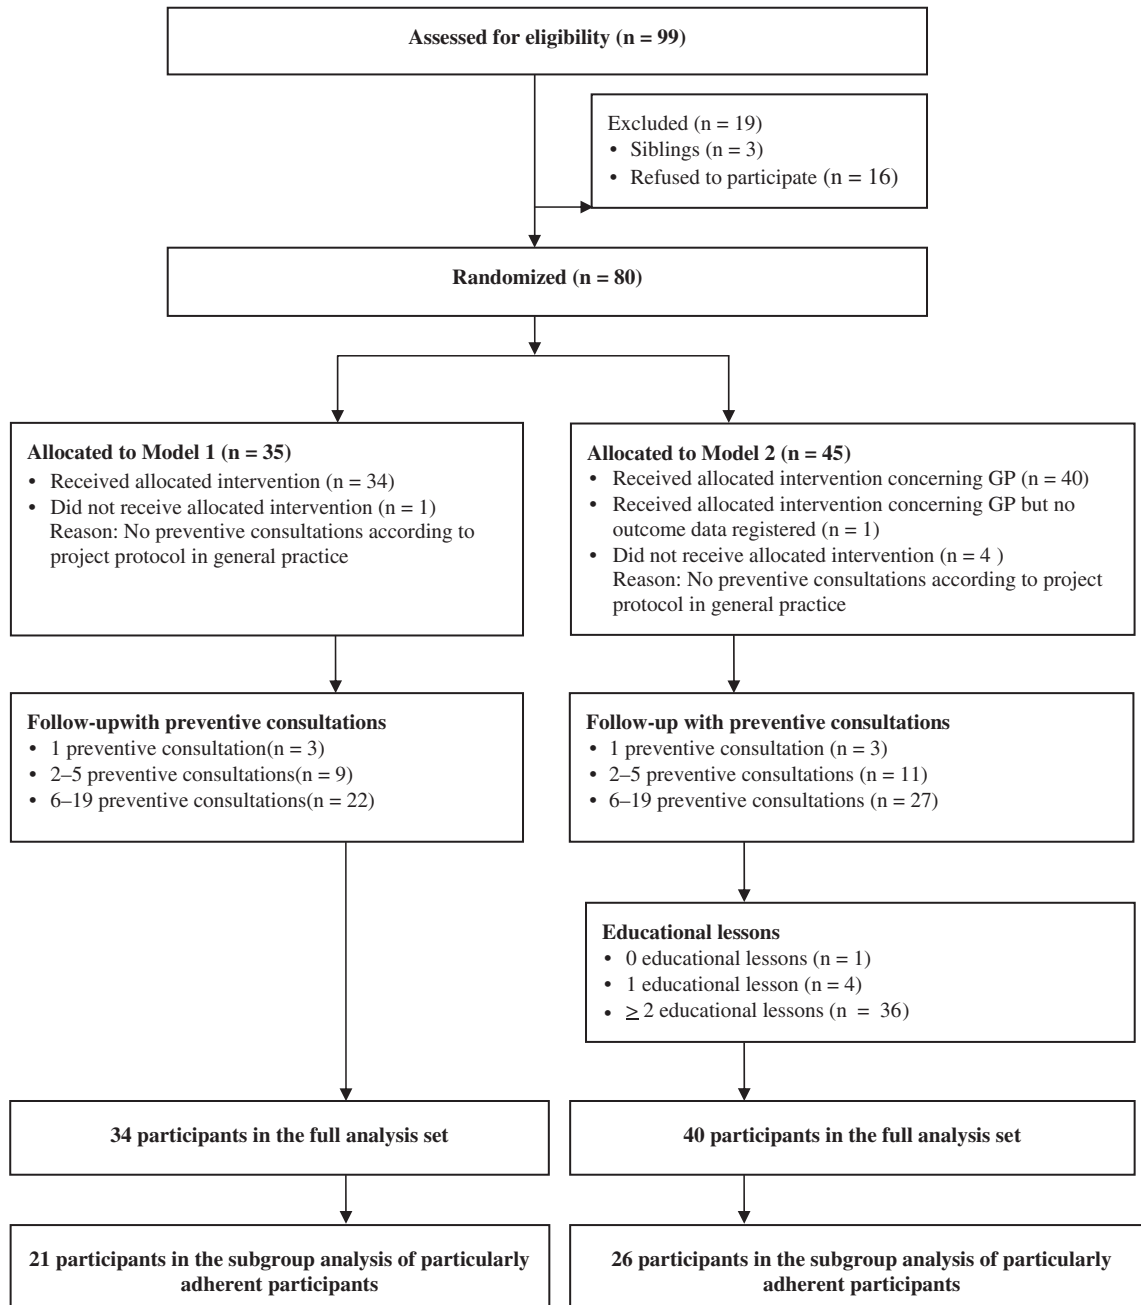 Assessed for eligibility (n = 99)
Excluded (n = 19)
• Siblings (n = 3)
• Refused to participate (n = 16)
Randomized (n = 80)
Allocated to Model 1 (n = 35)
• Received allocated intervention (n = 34)
• Did not receive allocated intervention (n = 1)
Reason: No preventive consultations according to
project protocol in general practice
Allocated to Model 2 (n = 45)
• Received allocated intervention concerning GP (n = 40)
• Received allocated intervention concerning GP but no
outcome data registered (n = 1)
• Did not receive allocated intervention (n = 4 )
Reason: No preventive consultations according to project
protocol in general practice
Follow-upwith preventive consultations
• 1 preventive consultation(n = 3)
• 2–5 preventive consultations(n = 9)
• 6–19 preventive consultations(n = 22)
Follow-up with preventive consultations
• 1 preventive consultation (n = 3)
• 2–5 preventive consultations (n = 11)
• 6–19 preventive consultations (n = 27)
Educational lessons
• 0 educational lessons (n = 1)
• 1 educational lesson (n = 4)
• ≥ 2 educational lessons (n = 36)
34 participants in the full analysis set
40 participants in the full analysis set
21 participants in the subgroup analysis of particularly
adherent participants
26 participants in the subgroup analysis of particularly
adherent participants